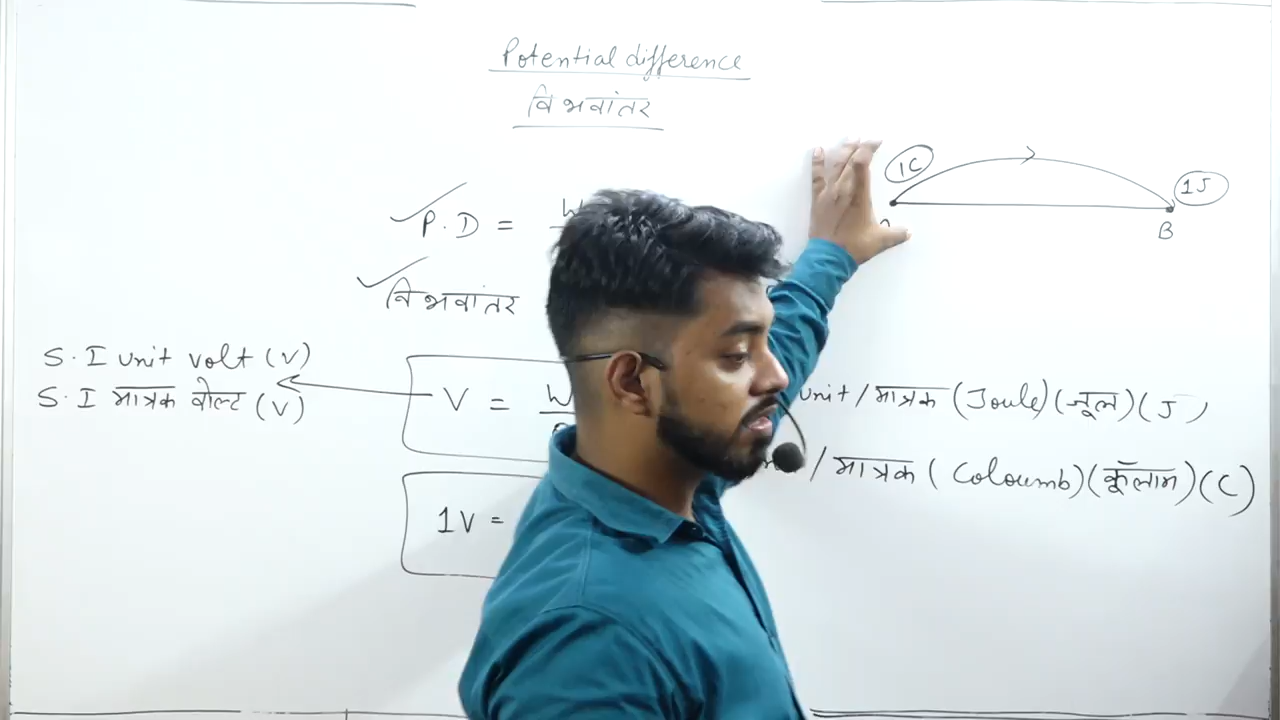 Potential difference
विभवांतर
1C
1J
B
P.D =
विभवांतर
S.I unit volt (V)
S.I मात्रक वोल्ट (V)
V = W
unit/मात्रक (Joule)(जूल)(J)
/मात्रक (Coloumb)(कूॅलाम)(C)
1V =